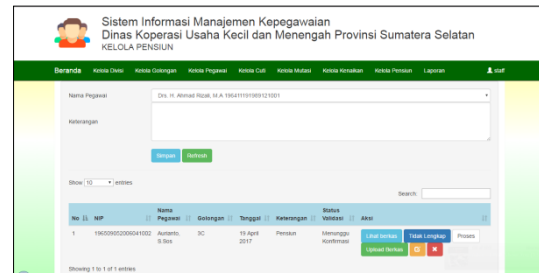 Sistem Informasi Manajemen Kepegawaian
Dinas Koperasi Usaha Kecil dan Menengah Provinsi Sumatera Selatan
KELOLA PENSIUN
Beranda Kelola Divisi Kelola Golongan Kelola Pegawai Kelola Cuti Kelola Mutasi Kelola Kenaikan Kelola Pensiun Laporan staff
Nama Pegawai Drs. H. Ahmad Rizali, M.A 196411191989121001
Keterangan
Simpan Refresh
Show 10 entries
Search:
No NIP Nama Pegawai Golongan Tanggal Keterangan Status Validasi Aksi
1 196509052006041002 Aurianto, S.Sos 3C 19 April 2017 Pensiun Menunggu Konfirmasi Lihat berkas Tidak Lengkap Proses
Upload Berkas
Showing 1 to 1 of 1 entries